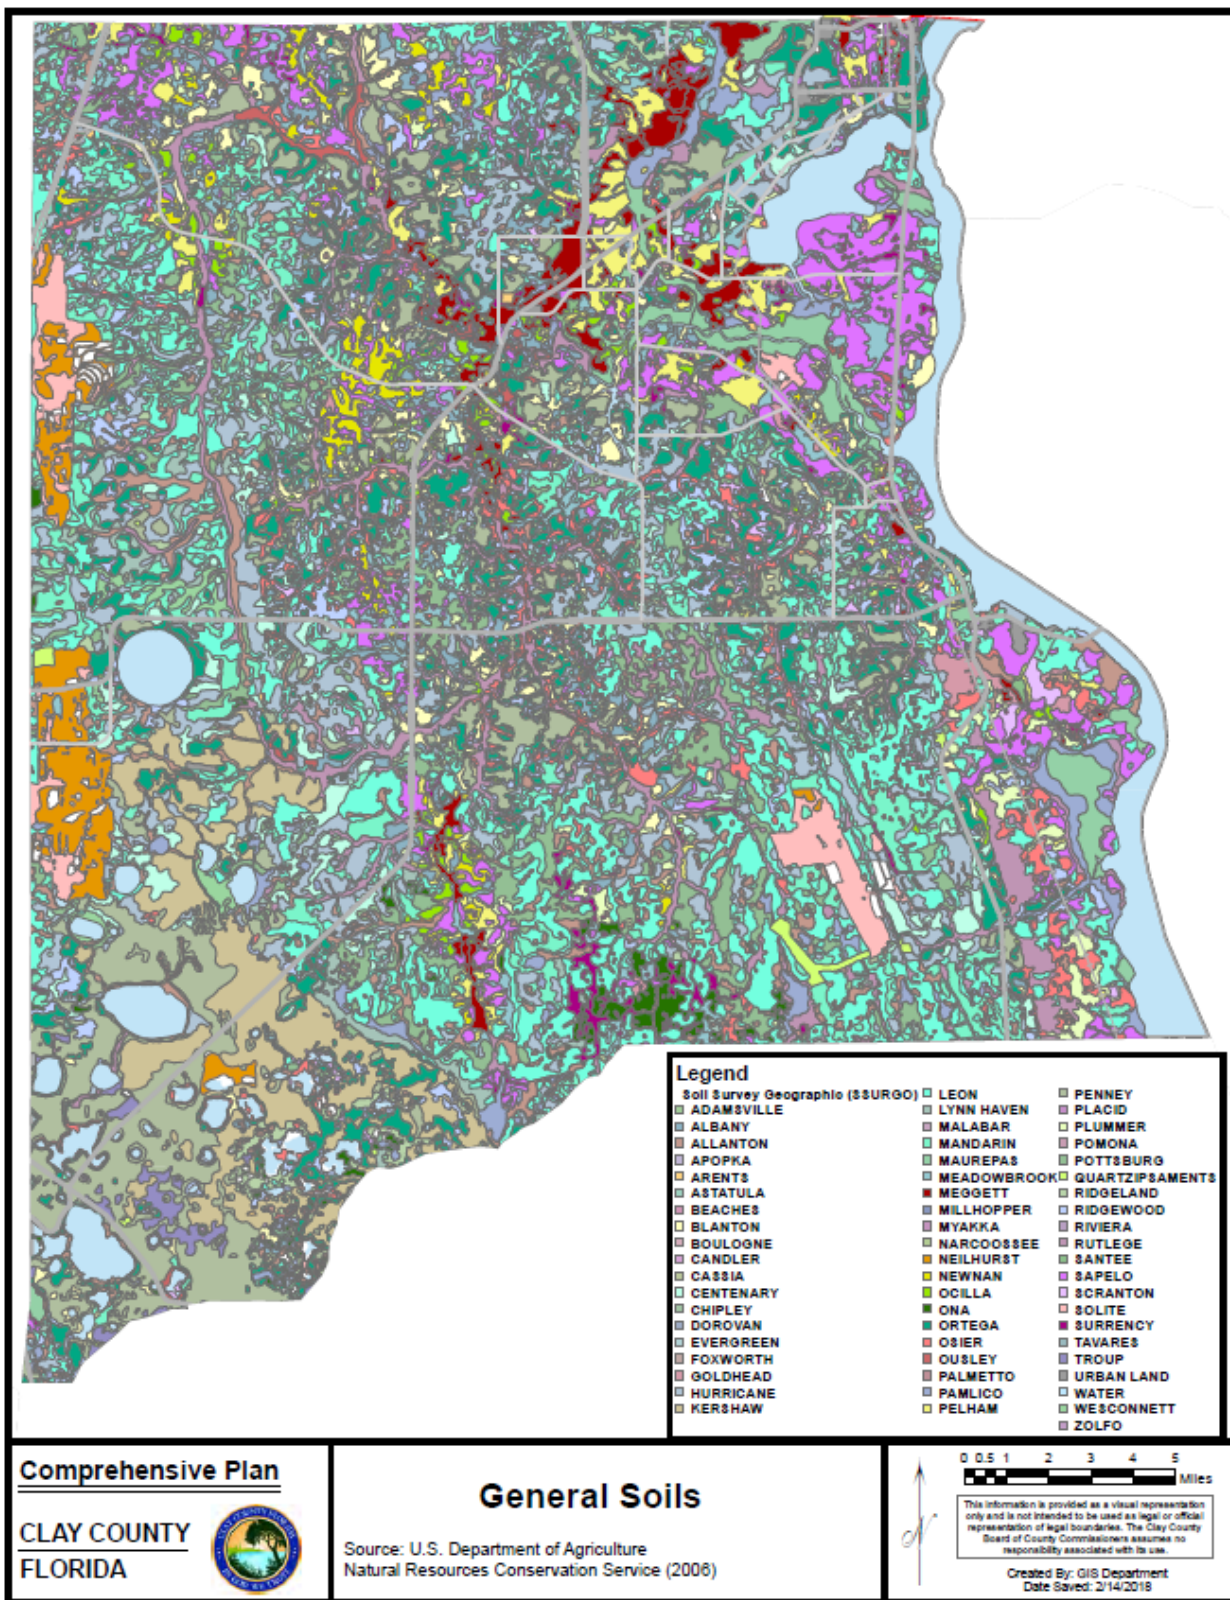 Legend
Soil Survey Geographic (SSURGO)
ADAMSVILLE
ALBANY
ALLANTON
APOPKA
ARENTS
ASTATULA
BEACHES
BLANTON
BOULOGNE
CANDLER
CASSIA
CENTENARY
CHIPLEY
DOROVAN
EVERGREEN
FOXWORTH
GOLDHEAD
HURRICANE
KERSHAW
LEON
LYNN HAVEN
MALABAR
MANDARIN
MAUREPAS
MEADOWBROOK
MEGGETT
MILLHOPPER
MYAKKA
NARCOOSSEE
NEILHURST
NEWNAN
OCILLA
ONA
ORTEGA
OSIER
OUSLEY
PALMETTO
PAMLICO
PELHAM
PENNEY
PLACID
PLUMMER
POMONA
POTTSBURG
QUARTZIPSAMENTS
RIDGELAND
RIDGEWOOD
RIVIERA
RUTLEGE
SANTEE
SAPELO
SCRANTON
SOLITE
SURRENCY
TAVARES
TROUP
URBAN LAND
WATER
WESCONNETT
ZOLFO
Comprehensive Plan
CLAY COUNTY
FLORIDA
General Soils
Source: U.S. Department of Agriculture
Natural Resources Conservation Service (2006)
0 0.5 1 2 3 4 5
Miles
N
This information is provided as a visual representation
only and is not intended to be used as legal or official
representation of legal boundaries. The Clay County
Board of County Commissioners assumes no
responsibility associated with its use.
Created By: GIS Department
Date Saved: 2/14/2018